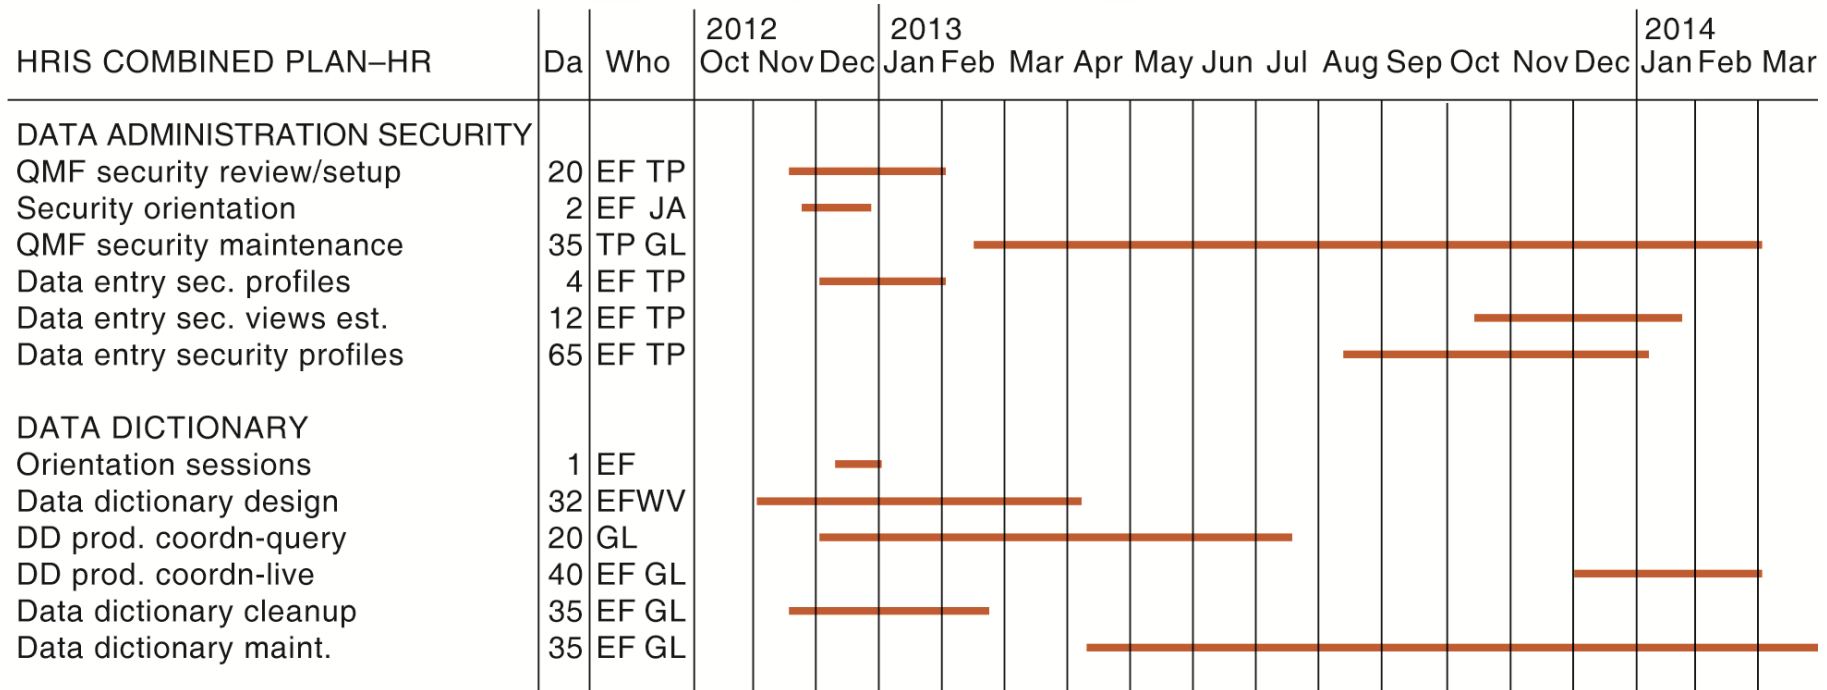 2012 2013 2014
HRIS COMBINED PLAN–HR Da Who Oct Nov Dec Jan Feb Mar Apr May Jun Jul Aug Sep Oct Nov Dec Jan Feb Mar
DATA ADMINISTRATION SECURITY
QMF security review/setup 20 EF TP
Security orientation 2 EF JA
QMF security maintenance 35 TP GL
Data entry sec. profiles 4 EF TP
Data entry sec. views est. 12 EF TP
Data entry security profiles 65 EF TP
DATA DICTIONARY
Orientation sessions 1 EF
Data dictionary design 32 EFWV
DD prod. coordn-query 20 GL
DD prod. coordn-live 40 EF GL
Data dictionary cleanup 35 EF GL
Data dictionary maint. 35 EF GL